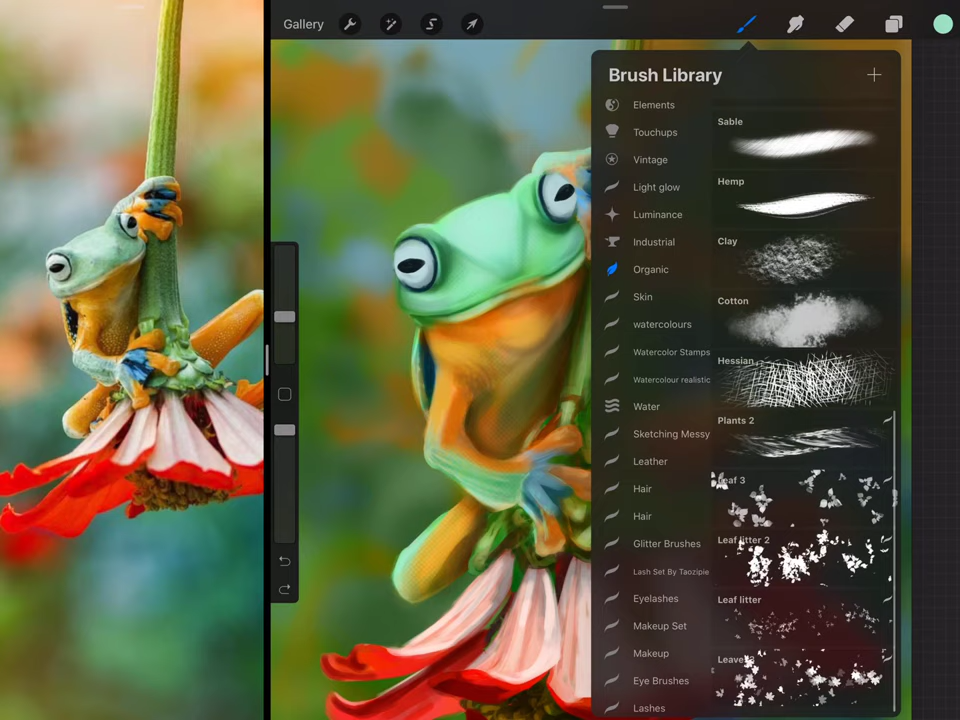 Gallery
Brush Library
Elements
Touchups
Vintage
Light glow
Luminance
Industrial
Organic
Skin
watercolours
Watercolor Stamps
Watercolour realistic
Water
Sketching Messy
Leather
Hair
Hair
Glitter Brushes
Lash Set By Taozipie
Eyelashes
Makeup Set
Makeup
Eye Brushes
Lashes
Sable
Hemp
Clay
Cotton
Hessian
Plants 2
Leaf 3
Leaf litter 2
Leaf litter